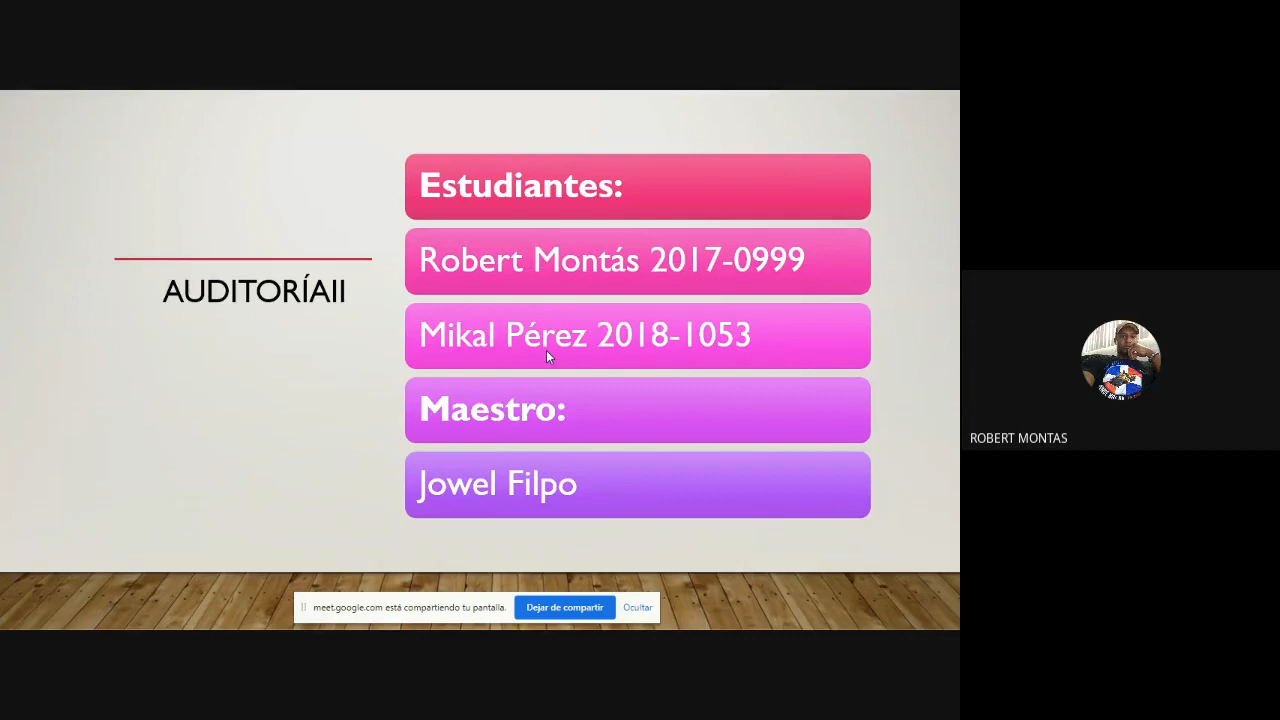 AUDITORÍAII
Estudiantes:
Robert Montás 2017-0999
Mikal Pérez 2018-1053
Maestro:
Jowel Filpo
meet.google.com está compartiendo tu pantalla.
Dejar de compartir
Ocultar
ROBERT MONTAS